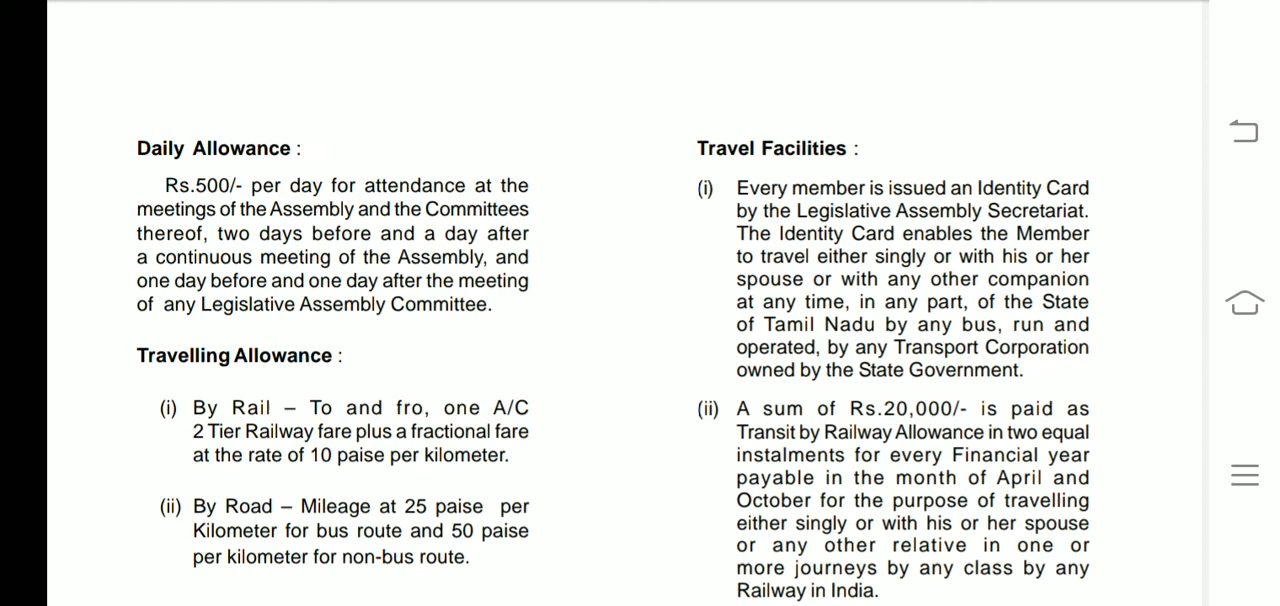 Daily Allowance :
Rs.500/- per day for attendance at the
meetings of the Assembly and the Committees
thereof, two days before and a day after
a continuous meeting of the Assembly, and
one day before and one day after the meeting
of any Legislative Assembly Committee.
Travelling Allowance :
(i) By Rail – To and fro, one A/C
2 Tier Railway fare plus a fractional fare
at the rate of 10 paise per kilometer.
(ii) By Road – Mileage at 25 paise per
Kilometer for bus route and 50 paise
per kilometer for non-bus route.
Travel Facilities :
(i) Every member is issued an Identity Card
by the Legislative Assembly Secretariat.
The Identity Card enables the Member
to travel either singly or with his or her
spouse or with any other companion
at any time, in any part, of the State
of Tamil Nadu by any bus, run and
operated, by any Transport Corporation
owned by the State Government.
(ii) A sum of Rs.20,000/- is paid as
Transit by Railway Allowance in two equal
instalments for every Financial year
payable in the month of April and
October for the purpose of travelling
either singly or with his or her spouse
or any other relative in one or
more journeys by any class by any
Railway in India.